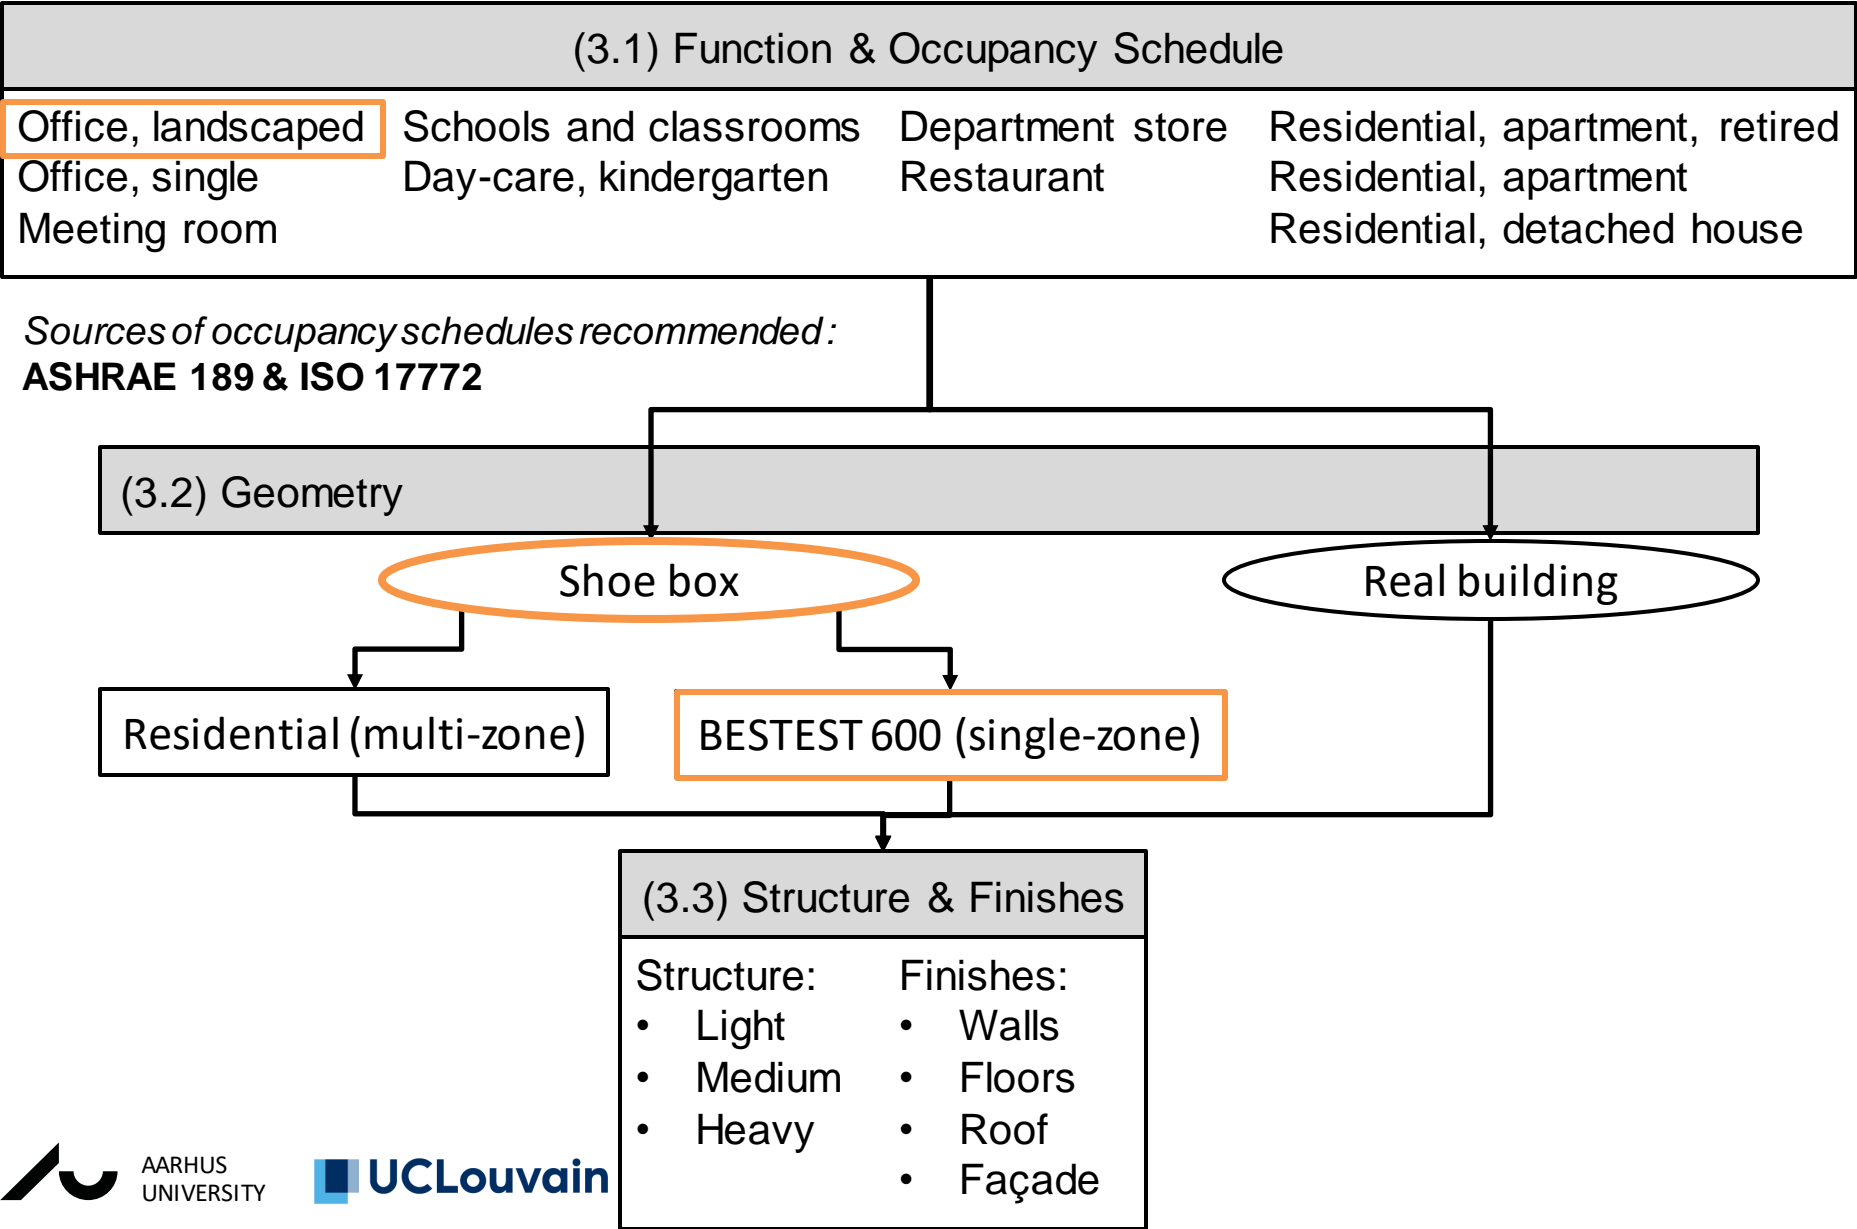 (3.1) Function & Occupancy Schedule
Office, landscaped
Office, single
Meeting room
Schools and classrooms
Day-care, kindergarten
Department store
Restaurant
Residential, apartment, retired
Residential, apartment
Residential, detached house
Sources of occupancy schedules recommended :
ASHRAE 189 & ISO 17772
(3.2) Geometry
Shoe box
Real building
Residential (multi-zone)
BESTEST 600 (single-zone)
(3.3) Structure & Finishes
Structure:
• Light
• Medium
• Heavy
Finishes:
• Walls
• Floors
• Roof
• Façade
AARHUS
UNIVERSITY
UCLouvain